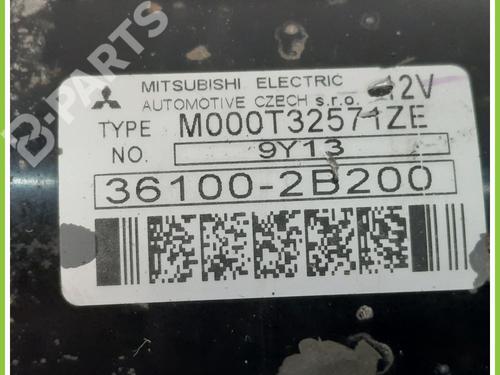 B-PARTS
MITSUBISHI ELECTRIC 12V
AUTOMOTIVE CZECH s.r.o.
TYPE M000T32571ZE
NO. 9Y13
36100-2B200